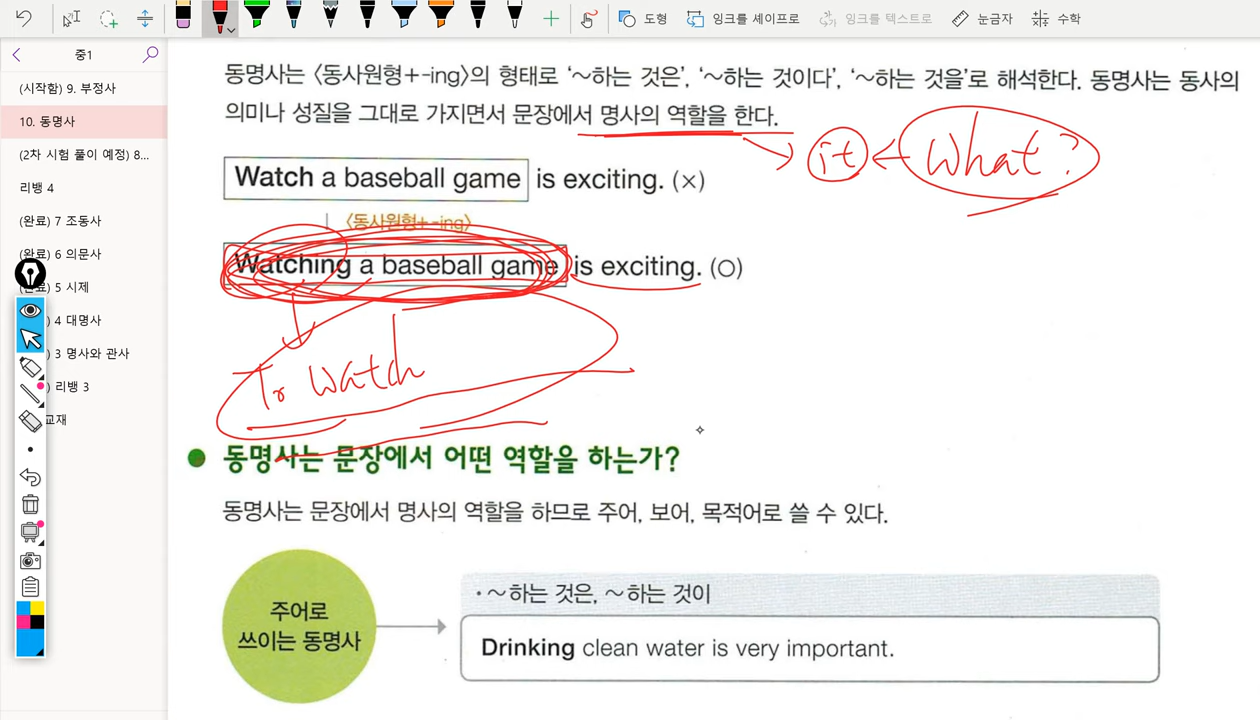 도형
잉크를 셰이프로
잉크를 텍스트로
눈금자
수학
중1
(시작함) 9. 부정사
10. 동명사
(2차 시험 풀이 예정) 8...
리뱅 4
(완료) 7 조동사
(완료) 6 의문사
5 시제
) 4 대명사
) 3 명사와 관사
) 리뱅 3
교재
동명사는 〈동사원형+-ing〉의 형태로 ‘~하는 것은’, ‘~하는 것이다’, ‘~하는 것을’로 해석한다. 동명사는 동사의
의미나 성질을 그대로 가지면서 문장에서 명사의 역할을 한다.
it What?
Watch a baseball game is exciting. (×)
〈동사원형+-ing〉
Watching a baseball game is exciting. (○)
To Watch
동명사는 문장에서 어떤 역할을 하는가?
동명사는 문장에서 명사의 역할을 하므로 주어, 보어, 목적어로 쓸 수 있다.
주어로
쓰이는 동명사
• ~하는 것은, ~하는 것이
Drinking clean water is very important.